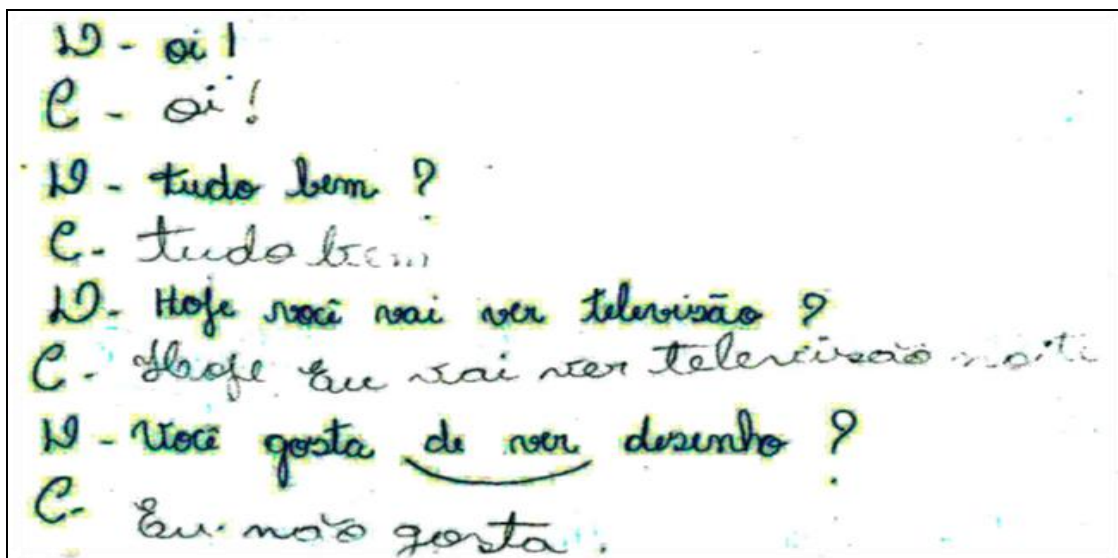 D - oi !
C - oi !
D - tudo bem ?
C - tudo bem
D - Hoje você vai ver televisão ?
C - Hoje Eu vai ver televisão noite
D - Você gosta de ver desenho ?
C - Eu não gosta .